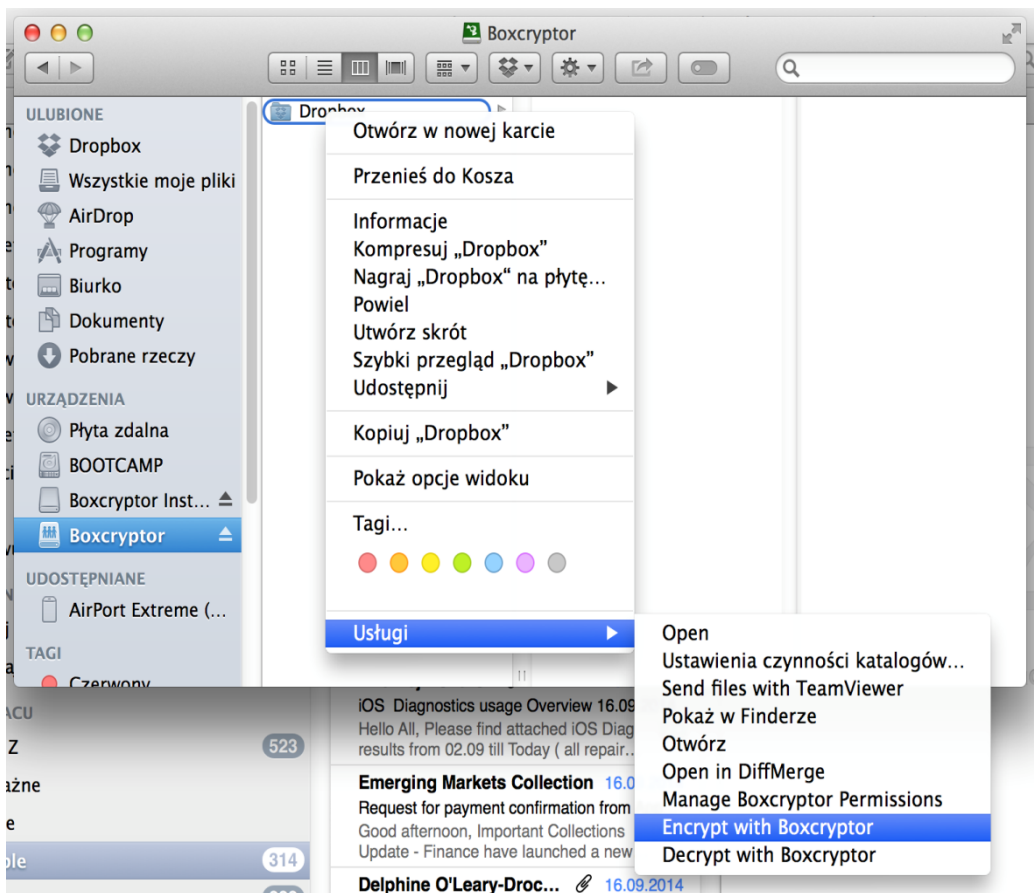 Boxcryptor
ULUBIONE
Dropbox
Wszystkie moje pliki
AirDrop
Programy
Biurko
Dokumenty
Pobrane rzeczy
URZĄDZENIA
Płyta zdalna
BOOTCAMP
Boxcryptor Inst...
Boxcryptor
UDOSTĘPNIANE
AirPort Extreme (...
TAGI
Czerwony
Dropbox
Otwórz w nowej karcie
Przenieś do Kosza
Informacje
Kompresuj „Dropbox”
Nagraj „Dropbox“ na płytę...
Powiel
Utwórz skrót
Szybki przegląd „Dropbox”
Udostępnij
Kopiuj „Dropbox”
Pokaż opcje widoku
Tagi...
Usługi
Open
Ustawienia czynności katalogów...
Send files with TeamViewer
Pokaż w Finderze
Otwórz
Open in DiffMerge
Manage Boxcryptor Permissions
Encrypt with Boxcryptor
Decrypt with Boxcryptor
523
314
iOS Diagnostics usage Overview 16.09
Hello All, Please find attached iOS Diag
results from 02.09 till Today ( all repair..
Emerging Markets Collection 16.0
Request for payment confirmation from
Good afternoon, Important Collections
Update - Finance have launched a new
Delphine O'Leary-Droc... 16.09.2014